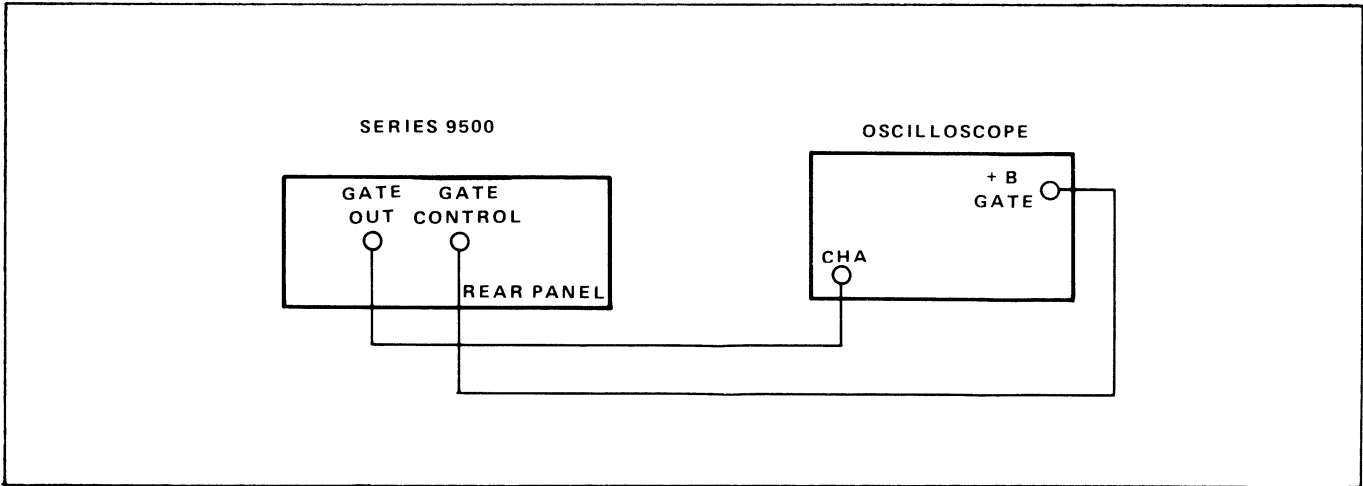 SERIES 9500
GATE OUT
GATE CONTROL
REAR PANEL
OSCILLOSCOPE
+ B
GATE
CHA